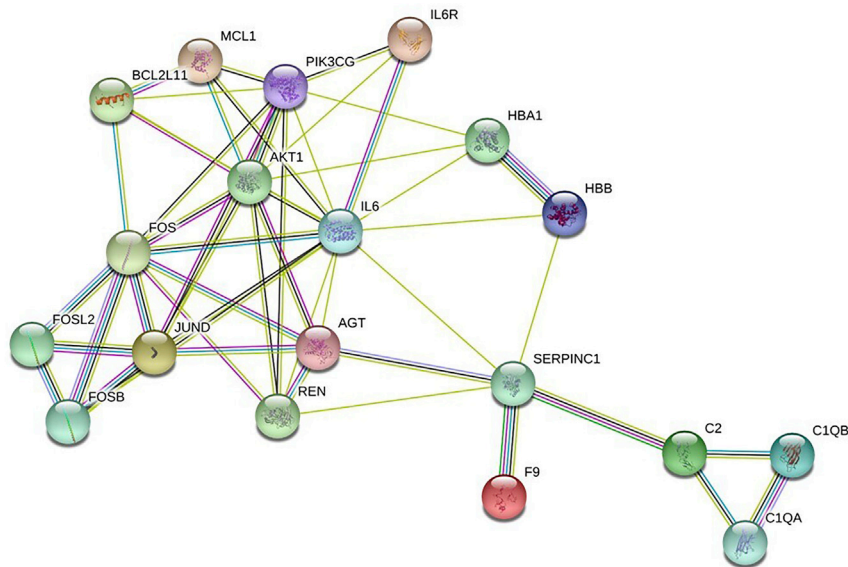 IL6R
MCL1
PIK3CG
BCL2L11
HBA1
AKT1
HBB
IL6
FOS
FOSL2
JUND
AGT
SERPINC1
FOSB
REN
C2
C1QB
F9
C1QA